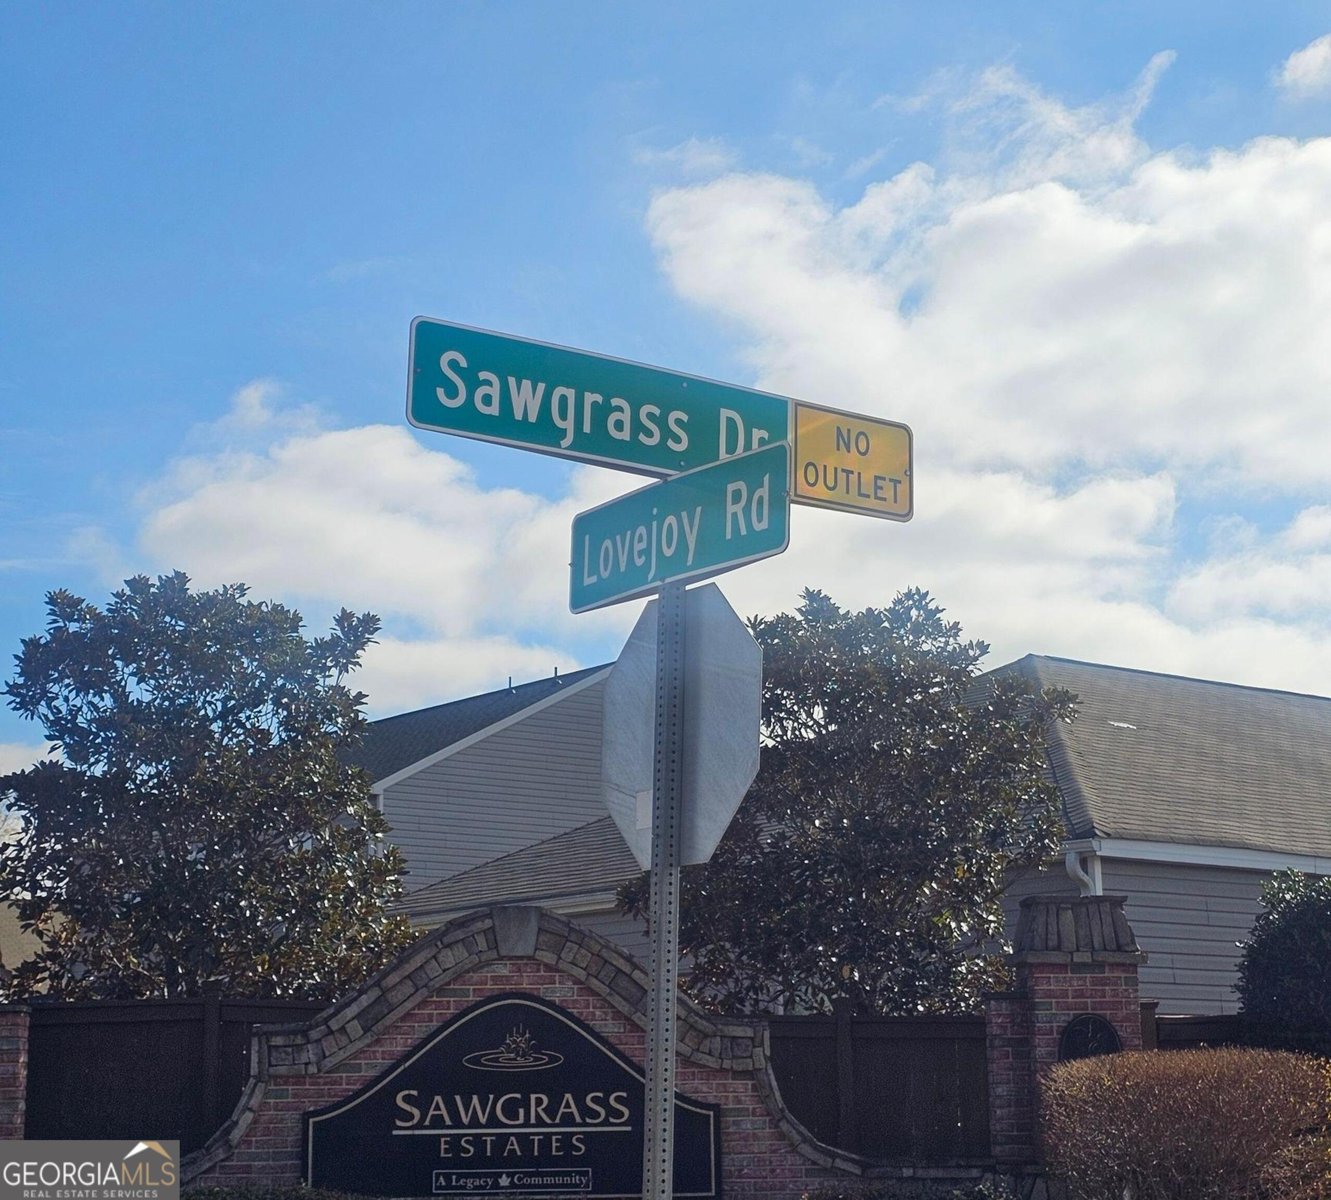 Sawgrass Dr
NO
OUTLET
Lovejoy Rd
SAWGRASS
ESTATES
A Legacy Community
GEORGIAMLS
REAL ESTATE SERVICES